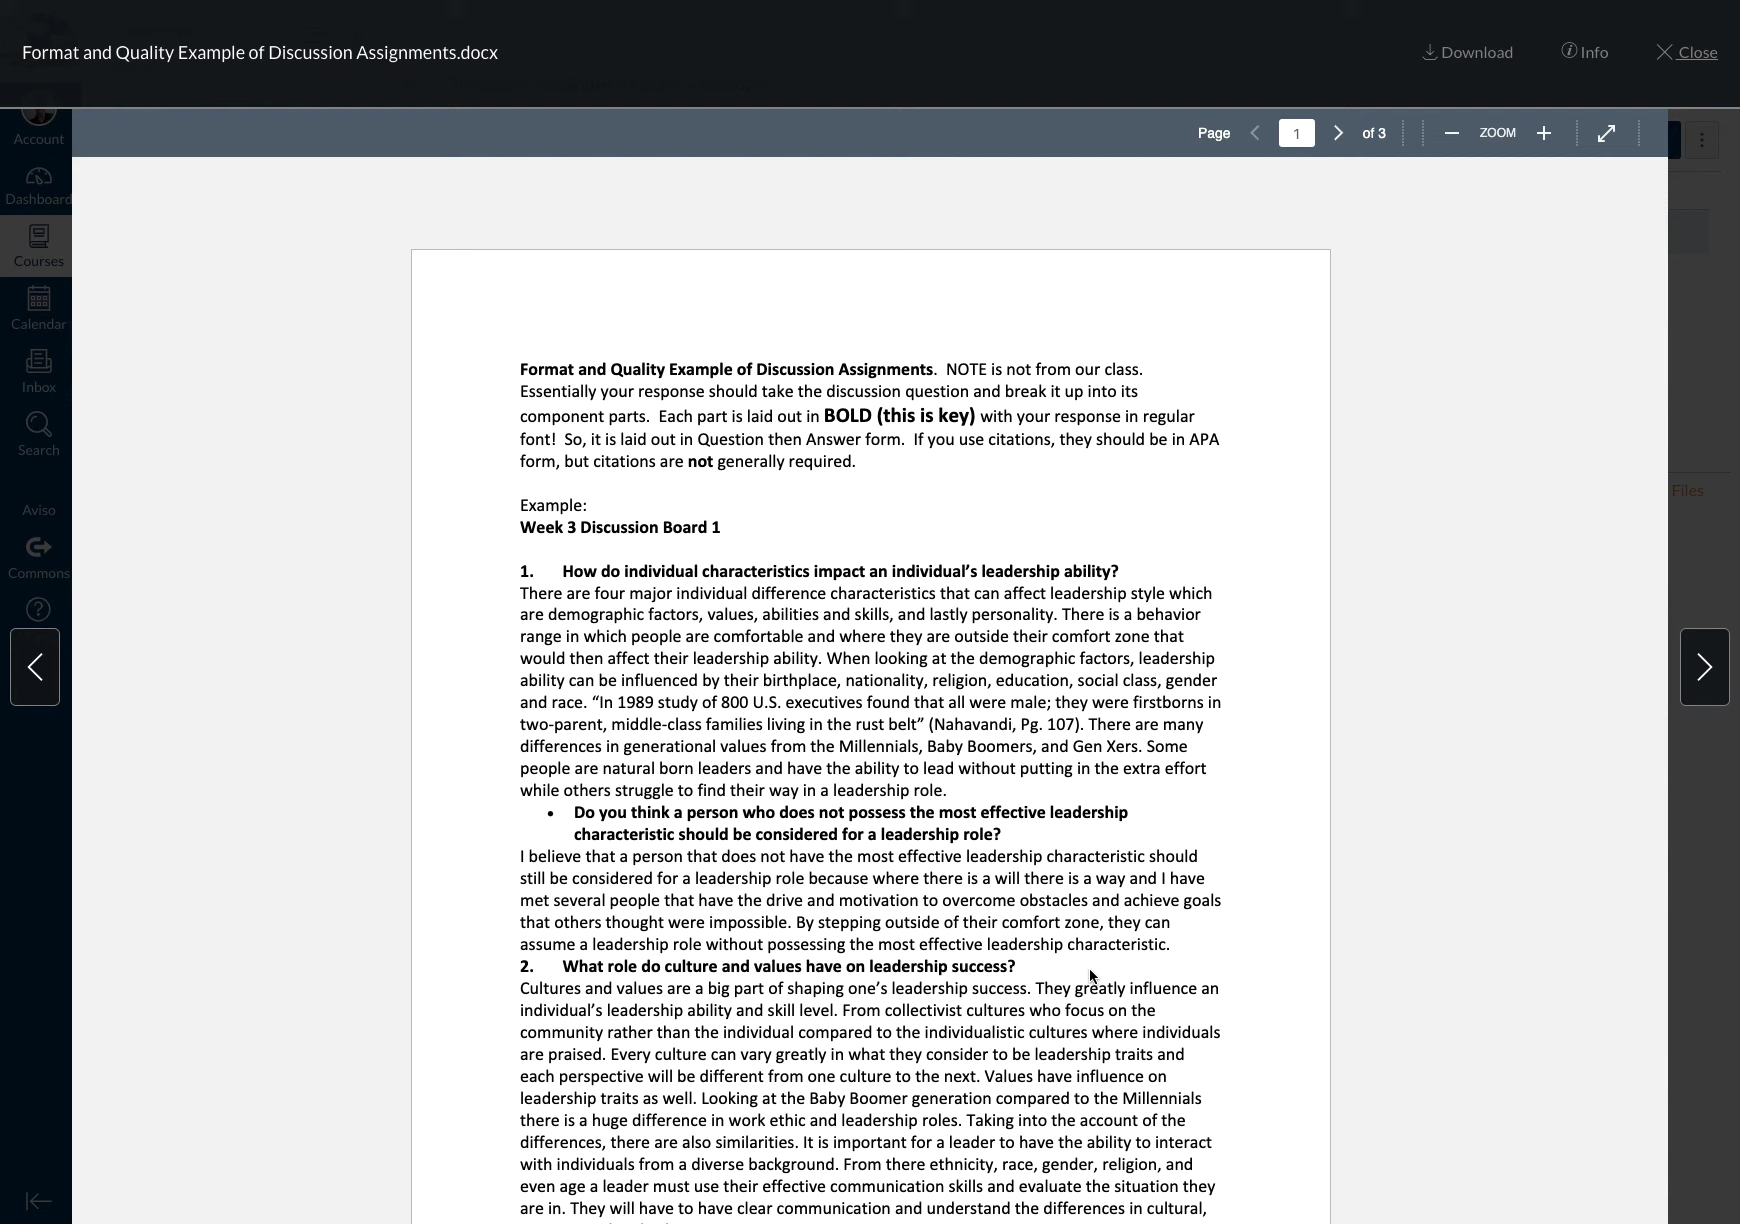 Format and Quality Example of Discussion Assignments.docx
Download
Info
Close
Account
Dashboard
Courses
Calendar
Inbox
Search
Aviso
Commons
Page
1
of 3
ZOOM
Files
Format and Quality Example of Discussion Assignments. NOTE is not from our class.
Essentially your response should take the discussion question and break it up into its
component parts. Each part is laid out in BOLD (this is key) with your response in regular
font! So, it is laid out in Question then Answer form. If you use citations, they should be in APA
form, but citations are not generally required.
Example:
Week 3 Discussion Board 1
1. How do individual characteristics impact an individual's leadership ability?
There are four major individual difference characteristics that can affect leadership style which
are demographic factors, values, abilities and skills, and lastly personality. There is a behavior
range in which people are comfortable and where they are outside their comfort zone that
would then affect their leadership ability. When looking at the demographic factors, leadership
ability can be influenced by their birthplace, nationality, religion, education, social class, gender
and race. “In 1989 study of 800 U.S. executives found that all were male; they were firstborns in
two-parent, middle-class families living in the rust belt” (Nahavandi, Pg. 107). There are many
differences in generational values from the Millennials, Baby Boomers, and Gen Xers. Some
people are natural born leaders and have the ability to lead without putting in the extra effort
while others struggle to find their way in a leadership role.
• Do you think a person who does not possess the most effective leadership
characteristic should be considered for a leadership role?
I believe that a person that does not have the most effective leadership characteristic should
still be considered for a leadership role because where there is a will there is a way and I have
met several people that have the drive and motivation to overcome obstacles and achieve goals
that others thought were impossible. By stepping outside of their comfort zone, they can
assume a leadership role without possessing the most effective leadership characteristic.
2. What role do culture and values have on leadership success?
Cultures and values are a big part of shaping one's leadership success. They greatly influence an
individual's leadership ability and skill level. From collectivist cultures who focus on the
community rather than the individual compared to the individualistic cultures where individuals
are praised. Every culture can vary greatly in what they consider to be leadership traits and
each perspective will be different from one culture to the next. Values have influence on
leadership traits as well. Looking at the Baby Boomer generation compared to the Millennials
there is a huge difference in work ethic and leadership roles. Taking into the account of the
differences, there are also similarities. It is important for a leader to have the ability to interact
with individuals from a diverse background. From there ethnicity, race, gender, religion, and
even age a leader must use their effective communication skills and evaluate the situation they
are in. They will have to have clear communication and understand the differences in cultural,